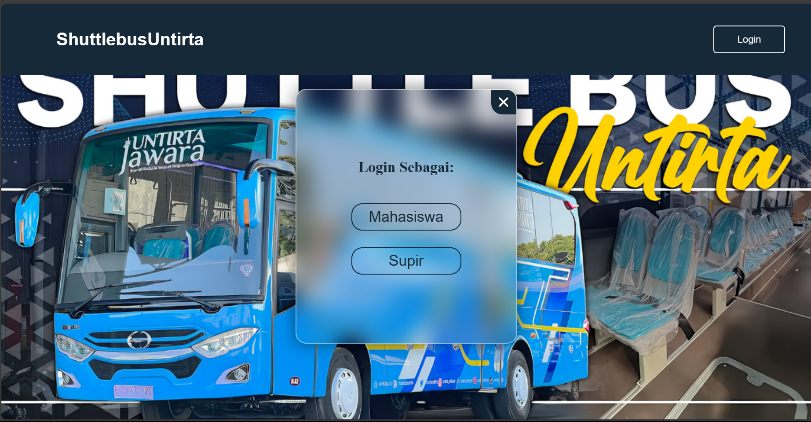 ShuttlebusUntirta
Login
SHUTTLE BUS
Untirta
UNTIRTA
Jawara
Login Sebagai:
Mahasiswa
Supir